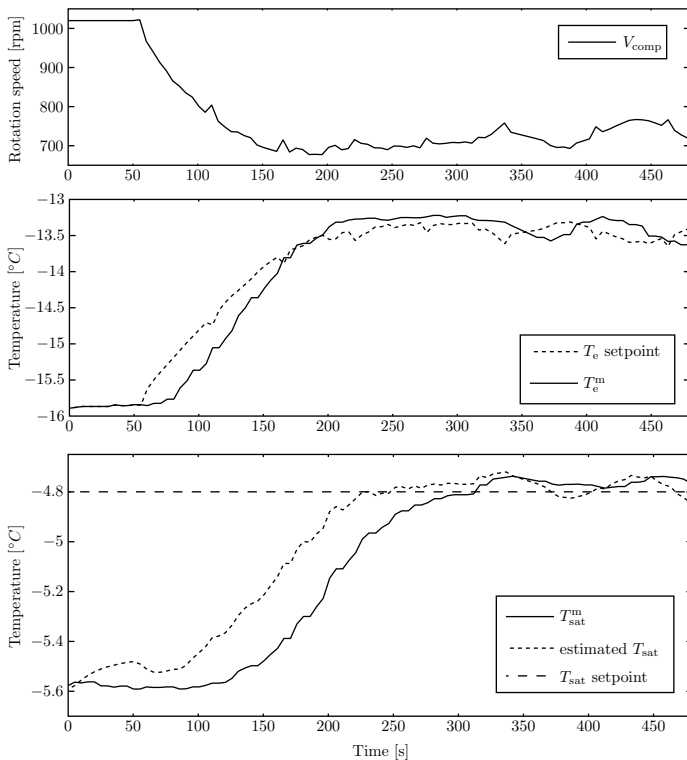 1000
900
800
700
Rotation speed [rpm]
V_comp
0 50 100 150 200 250 300 350 400 450
−13
−13.5
−14
−14.5
−15
−15.5
−16
Temperature [°C]
T_e setpoint
T_e^m
0 50 100 150 200 250 300 350 400 450
−4.8
−5
−5.2
−5.4
−5.6
Temperature [°C]
T_sat^m
estimated T_sat
T_sat setpoint
0 50 100 150 200 250 300 350 400 450
Time [s]